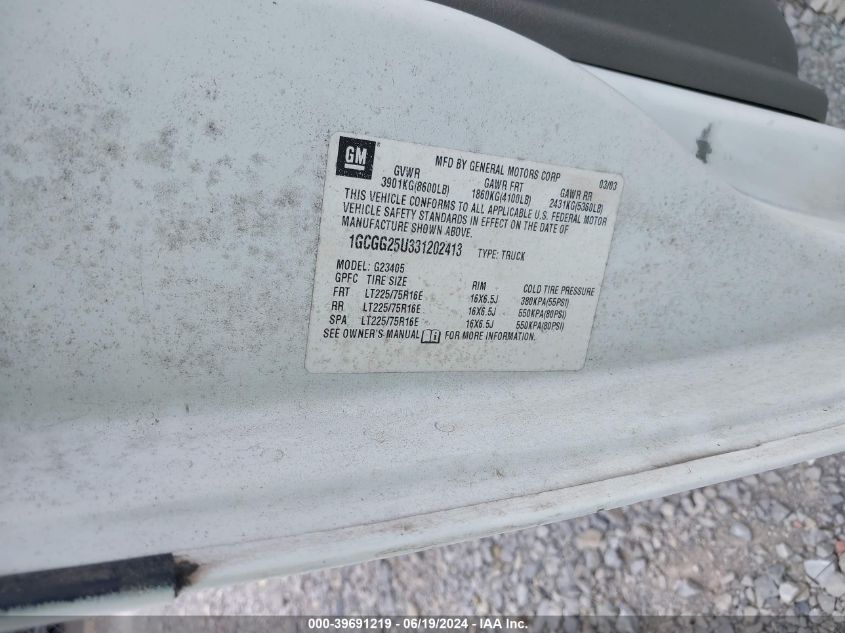 GM
MFD BY GENERAL MOTORS CORP 03/03
GVWR GAWR FRT GAWR RR
3901KG(8600LB) 1860KG(4100LB) 2431KG(5360LB)
THIS VEHICLE CONFORMS TO ALL APPLICABLE U.S. FEDERAL MOTOR
VEHICLE SAFETY STANDARDS IN EFFECT ON THE DATE OF
MANUFACTURE SHOWN ABOVE.
1GCGG25U331202413 TYPE: TRUCK
MODEL: G23405
GPFC TIRE SIZE RIM COLD TIRE PRESSURE
FRT LT225/75R16E 16X6.5J 380KPA(55PSI)
RR LT225/75R16E 16X6.5J 550KPA(80PSI)
SPA LT225/75R16E 16X6.5J 550KPA(80PSI)
SEE OWNER'S MANUAL FOR MORE INFORMATION.
000-39691219 - 06/19/2024 - IAA Inc.